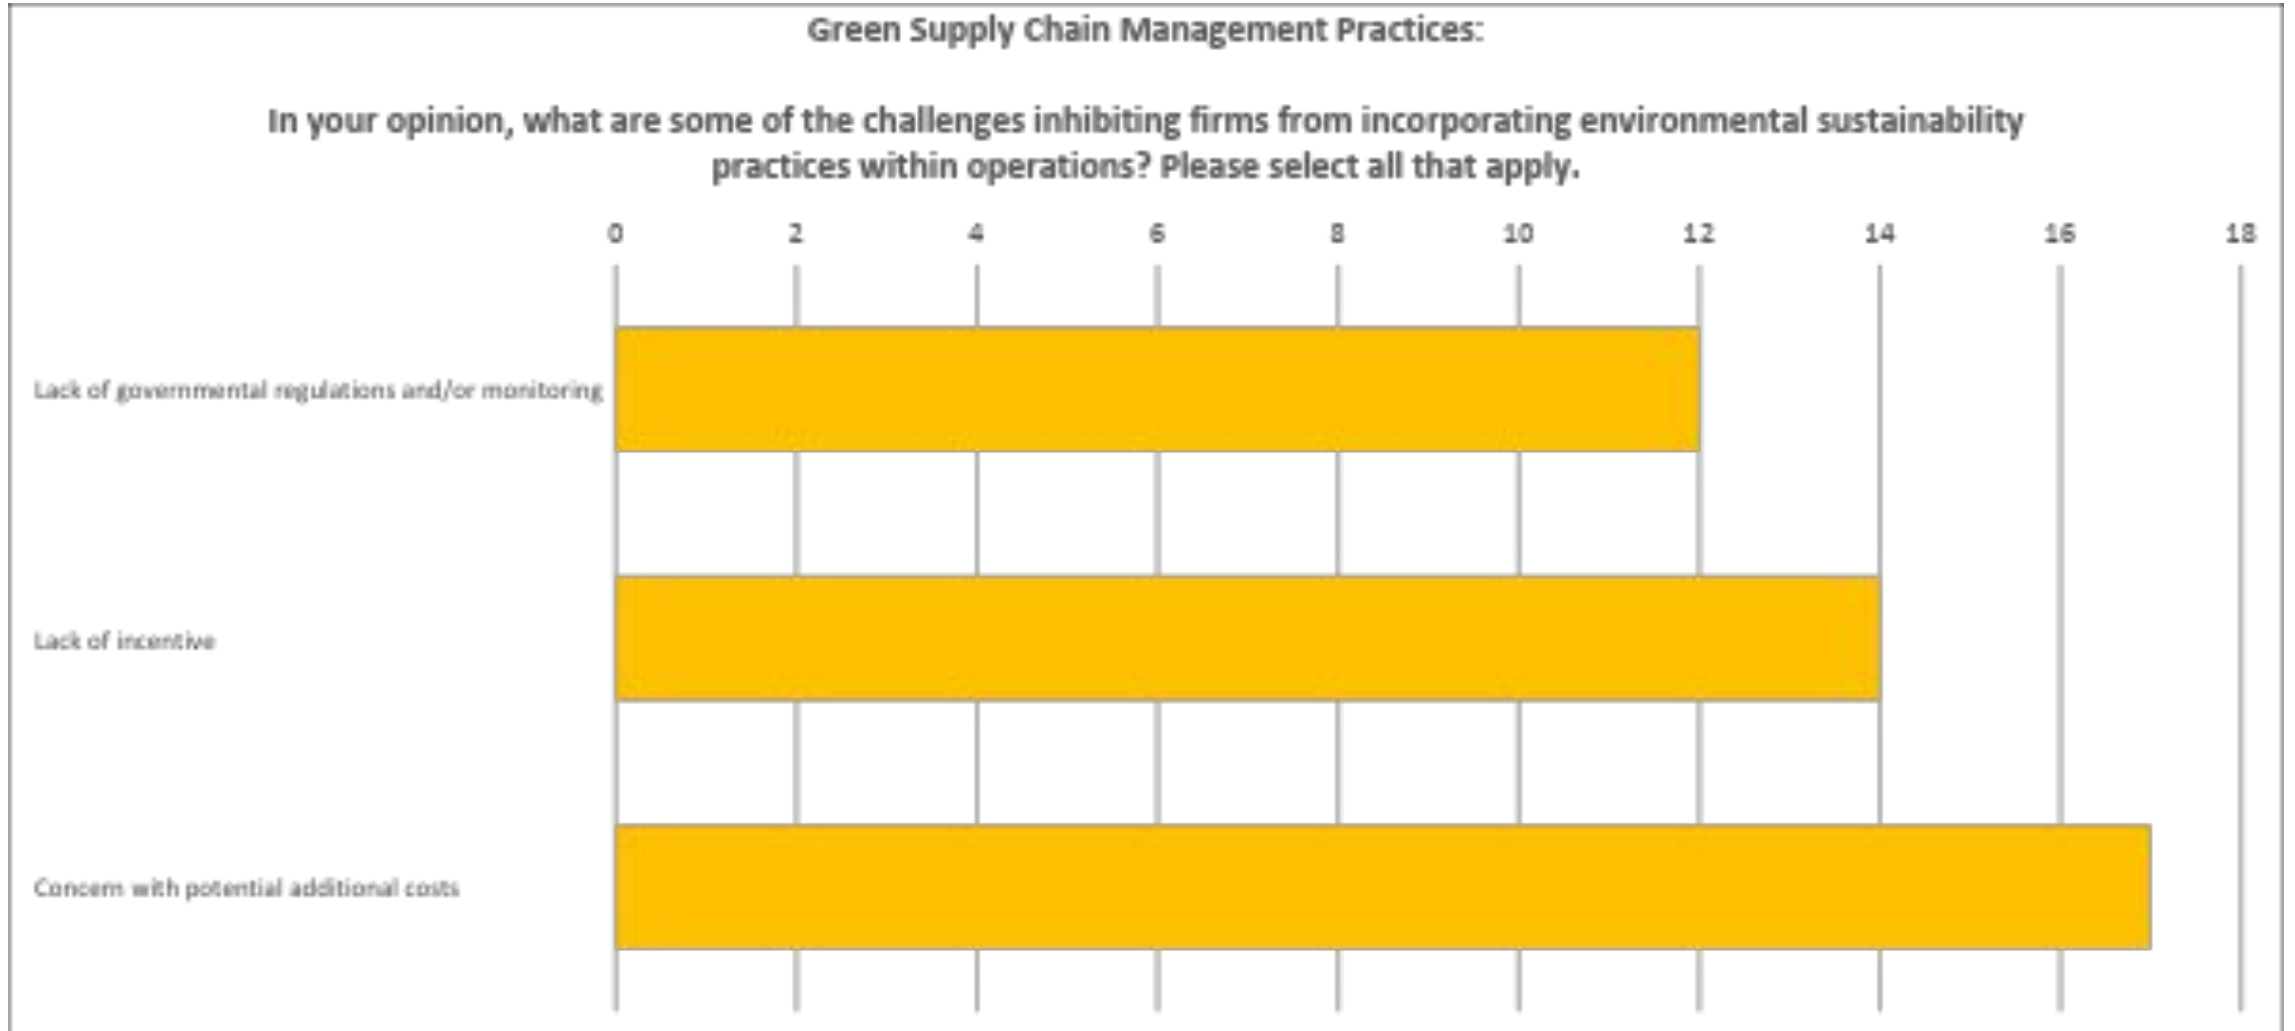 Green Supply Chain Management Practices:
In your opinion, what are some of the challenges inhibiting firms from incorporating environmental sustainability
practices within operations? Please select all that apply.
0 2 4 6 8 10 12 14 16 18
Lack of governmental regulations and/or monitoring
Lack of incentive
Concern with potential additional costs